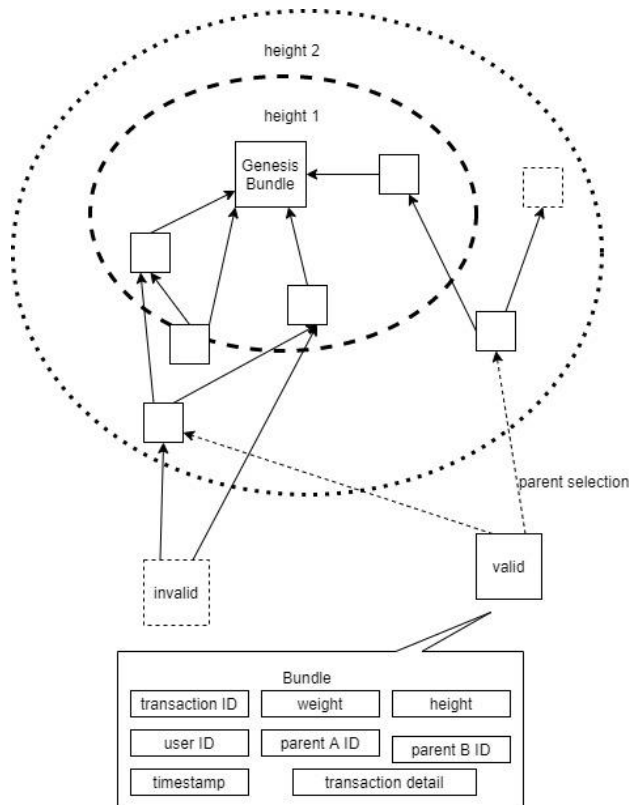 height 2
height 1
Genesis
Bundle
parent selection
invalid
valid
Bundle
transaction ID
weight
height
user ID
parent A ID
parent B ID
timestamp
transaction detail